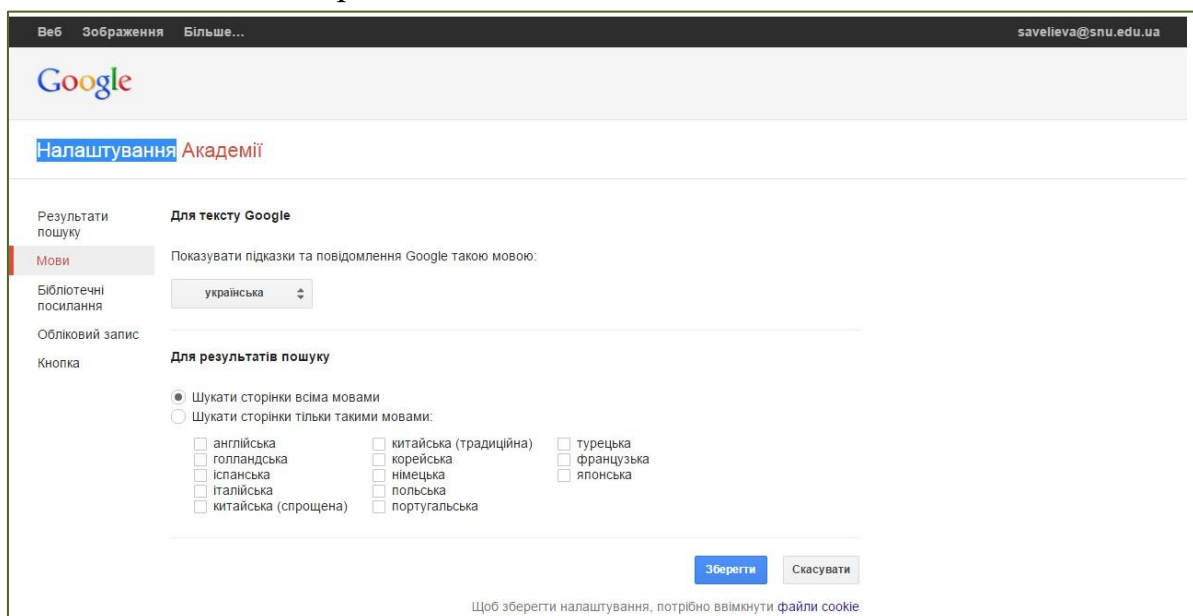 Веб Зображення Більше... savelieva@snu.edu.ua
Google
Налаштування Академії
Результати пошуку
Мови
Бібліотечні посилання
Обліковий запис
Кнопка
Для тексту Google
Показувати підказки та повідомлення Google такою мовою:
українська
Для результатів пошуку
Шукати сторінки всіма мовами
Шукати сторінки тільки такими мовами:
англійська
голландська
іспанська
італійська
китайська (спрощена)
китайська (традиційна)
корейська
німецька
польська
португальська
турецька
французька
японська
Зберегти Скасувати
Щоб зберегти налаштування, потрібно ввімкнути файли cookie